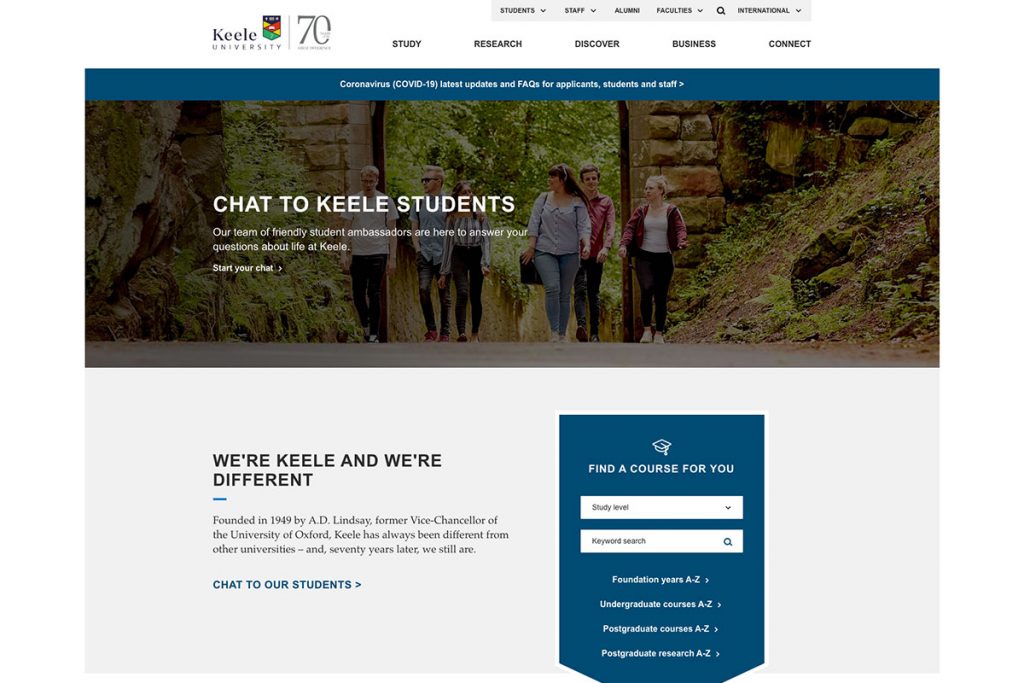 STUDENTS
STAFF
ALUMNI
FACULTIES
INTERNATIONAL
Keele
UNIVERSITY
70
STUDY
RESEARCH
DISCOVER
BUSINESS
CONNECT
Coronavirus (COVID-19) latest updates and FAQs for applicants, students and staff >
CHAT TO KEELE STUDENTS
Our team of friendly student ambassadors are here to answer your
questions about life at Keele.
Start your chat >
WE'RE KEELE AND WE'RE
DIFFERENT
Founded in 1949 by A.D. Lindsay, former Vice-Chancellor of
the University of Oxford, Keele has always been different from
other universities – and, seventy years later, we still are.
CHAT TO OUR STUDENTS >
FIND A COURSE FOR YOU
Study level
Keyword search
Foundation years A-Z >
Undergraduate courses A-Z >
Postgraduate courses A-Z >
Postgraduate research A-Z >